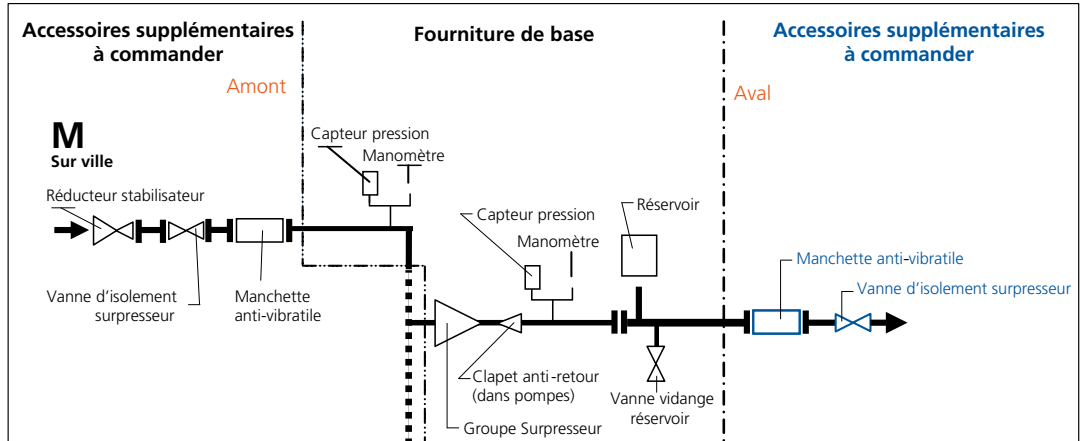 Accessoires supplémentaires
à commander
Fourniture de base
Accessoires supplémentaires
à commander
Amont
Aval
M
Sur ville
Capteur pression
Manomètre
Réducteur stabilisateur
Capteur pression
Manomètre
Réservoir
Manchette anti-vibratile
Vanne d'isolement surpresseur
Vanne d'isolement
surpresseur
Manchette
anti-vibratile
Clapet anti-retour
(dans pompes)
Vanne vidange
réservoir
Groupe Surpresseur